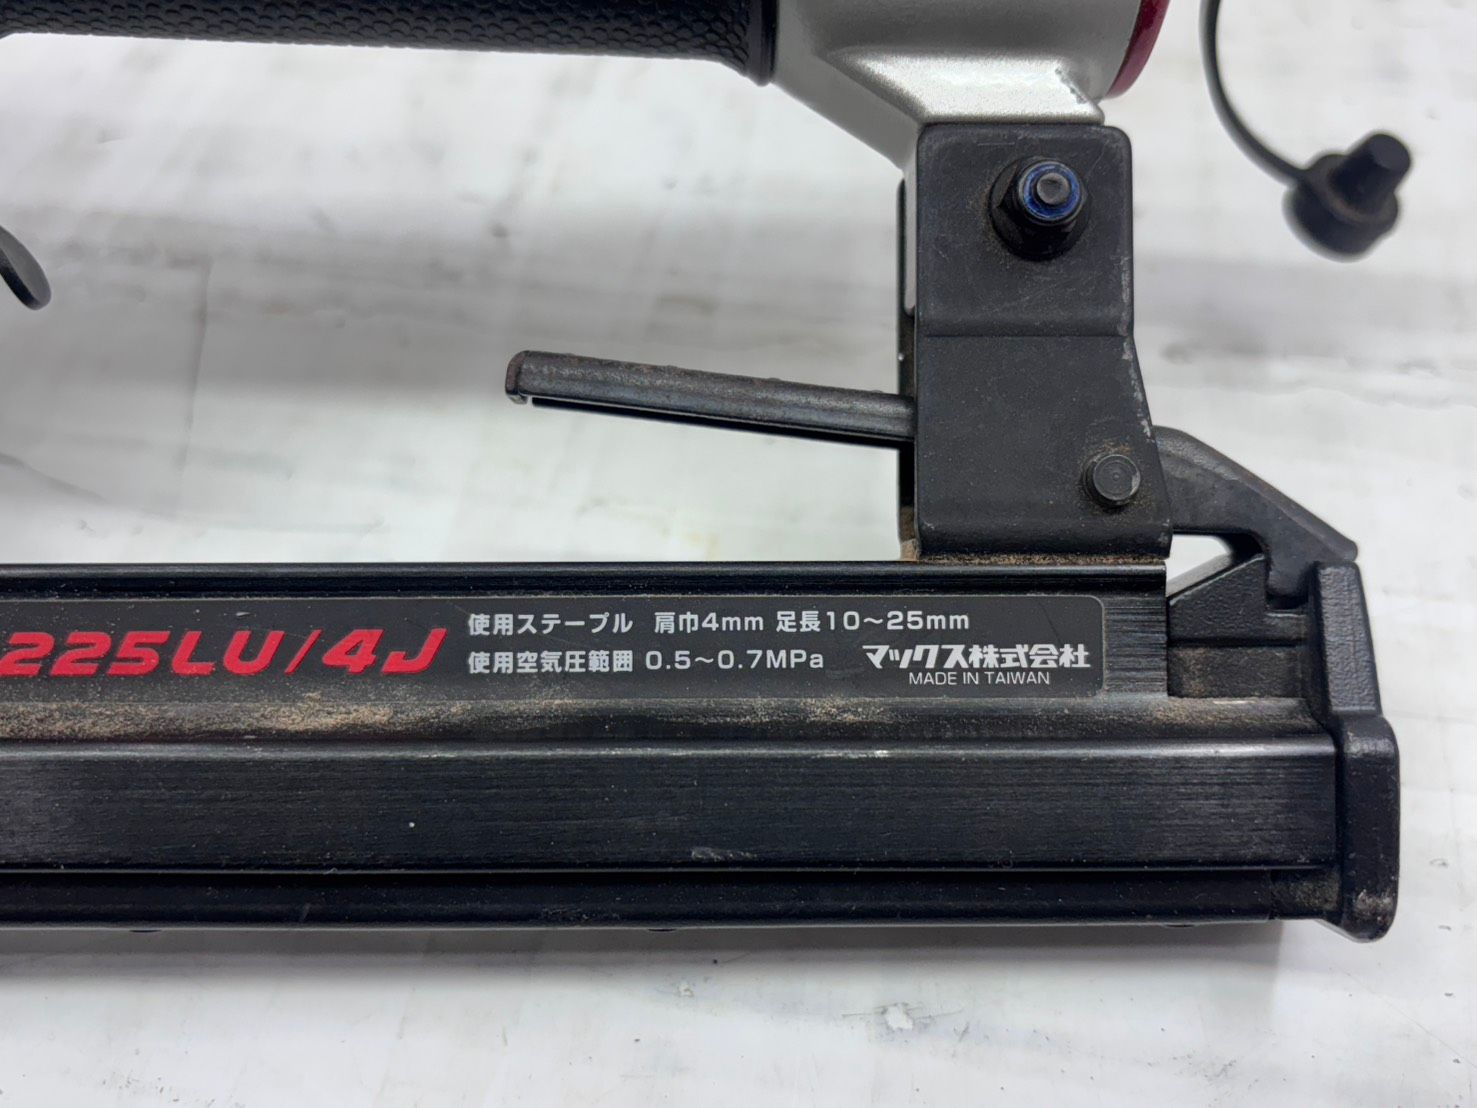 225LU/4J
使用ステープル 肩巾4mm 足長10～25mm
使用空気圧範囲 0.5～0.7MPa
マックス株式会社
MADE IN TAIWAN